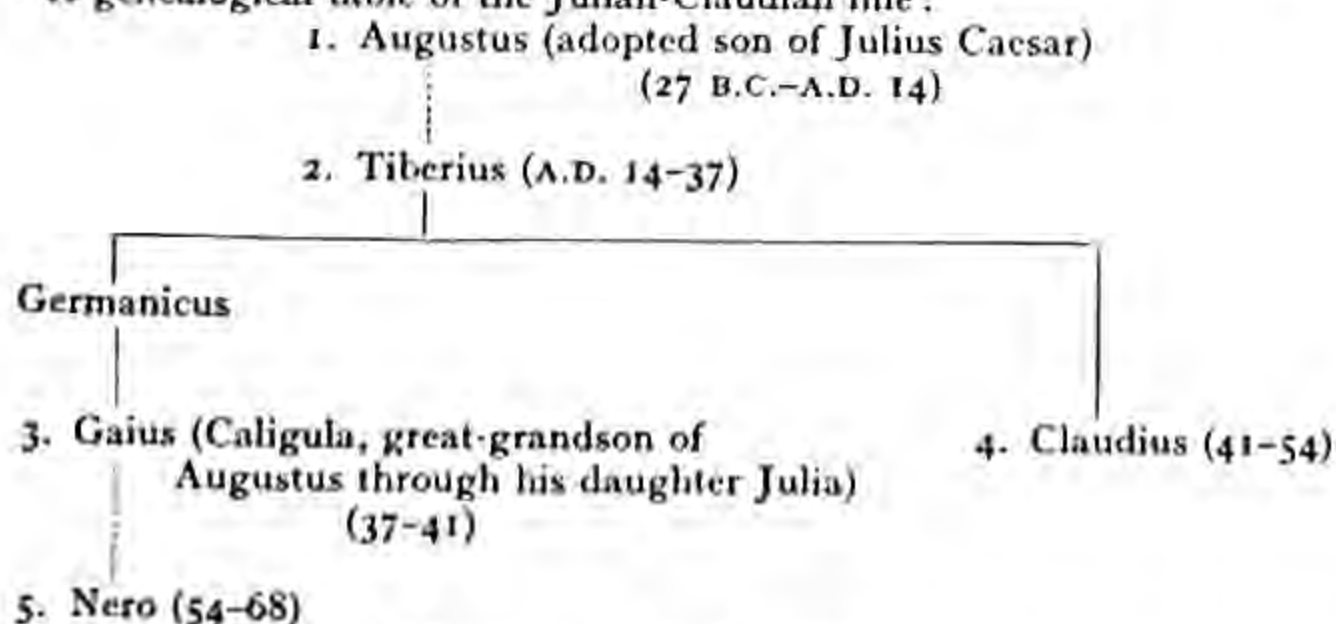 1. Augustus (adopted son of Julius Caesar)
(27 B.C.–A.D. 14)
2. Tiberius (A.D. 14–37)
Germanicus
3. Gaius (Caligula, great-grandson of
Augustus through his daughter Julia)
(37–41)
4. Claudius (41–54)
5. Nero (54–68)